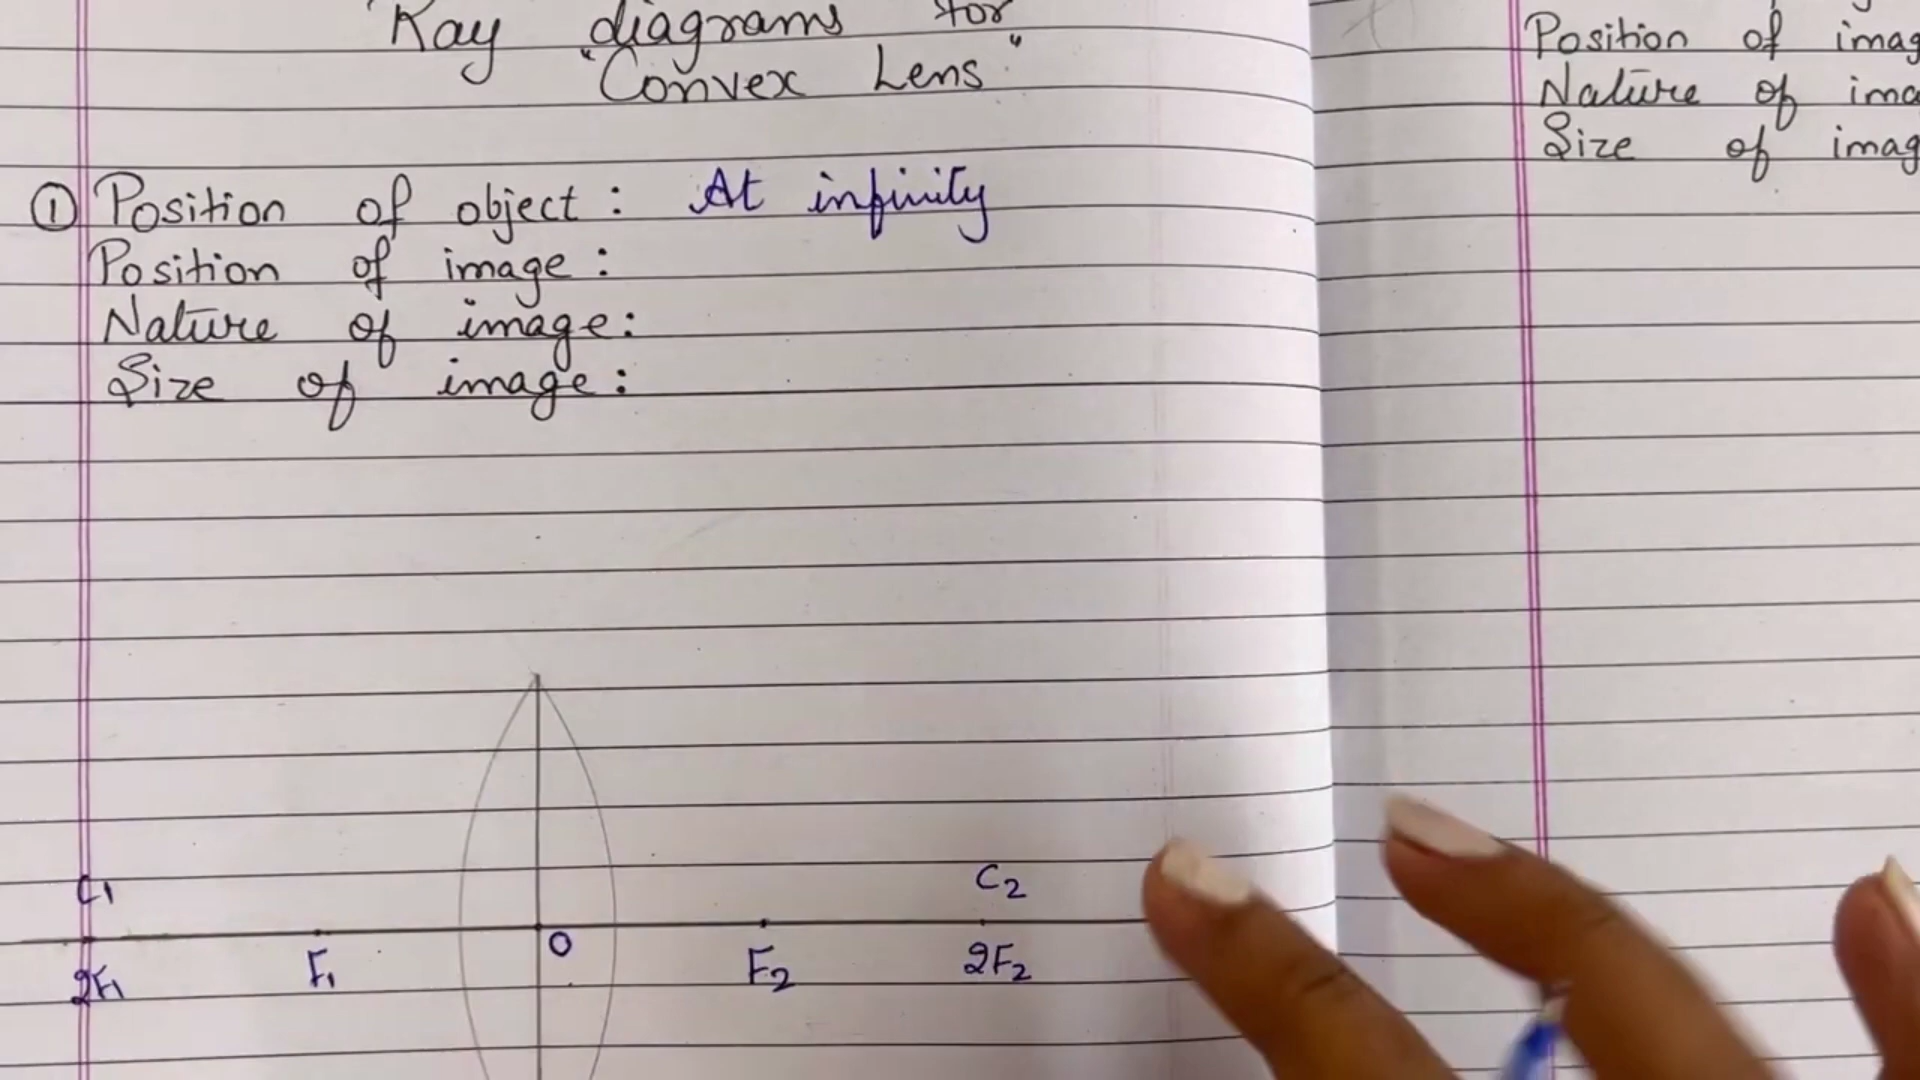 Ray diagrams for
"Convex Lens"
① Position of object : At infinity
Position of image :
Nature of image :
Size of image :
C1
C2
2F1
F1
O
F2
2F2
Position of imag
Nature of ima
Size of imag